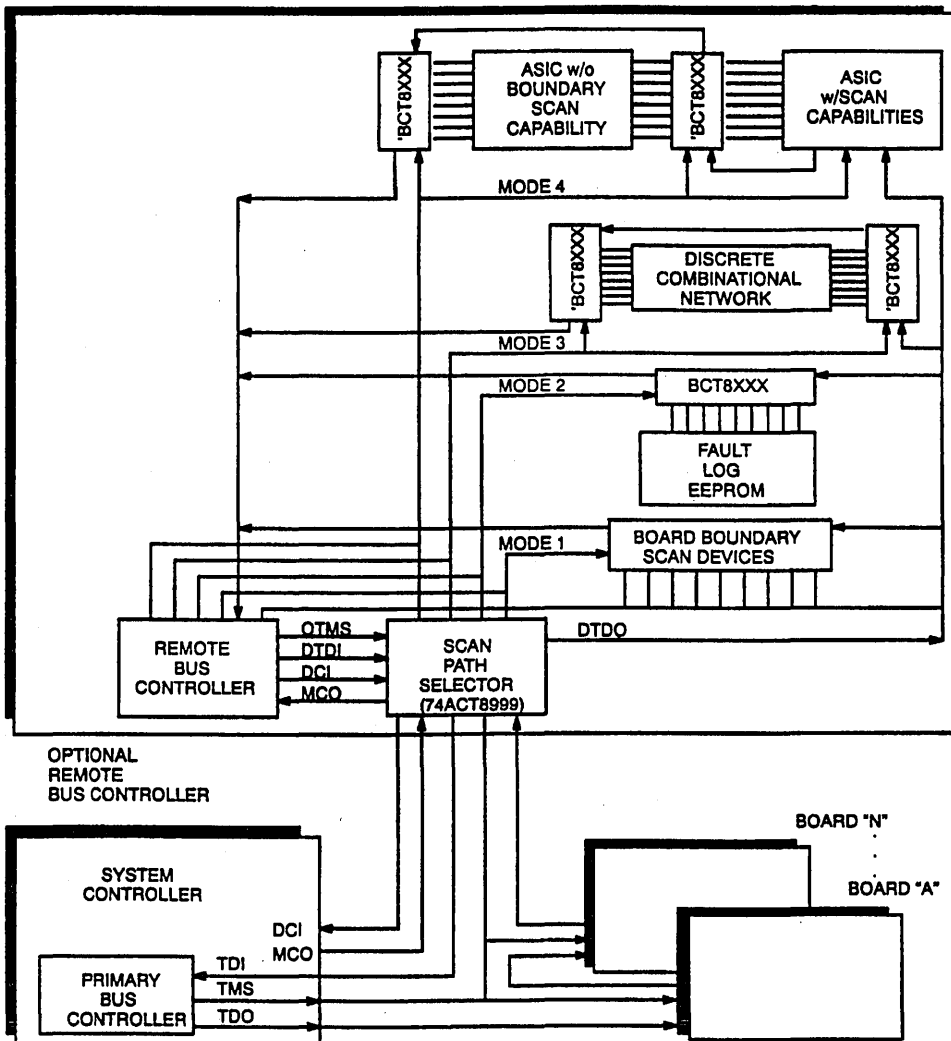 'BCT8XXX
ASIC w/o
BOUNDARY
SCAN
CAPABILITY
'BCT8XXX
ASIC
w/SCAN
CAPABILITIES
MODE 4
'BCT8XXX
DISCRETE
COMBINATIONAL
NETWORK
'BCT8XXX
MODE 3
MODE 2
BCT8XXX
FAULT
LOG
EEPROM
MODE 1
BOARD BOUNDARY
SCAN DEVICES
REMOTE
BUS
CONTROLLER
OTMS
DTDI
DCI
MCO
SCAN
PATH
SELECTOR
(74ACT8999)
DTDO
OPTIONAL
REMOTE
BUS CONTROLLER
SYSTEM
CONTROLLER
DCI
MCO
PRIMARY
BUS
CONTROLLER
TDI
TMS
TDO
BOARD "N"
.
.
.
BOARD "A"